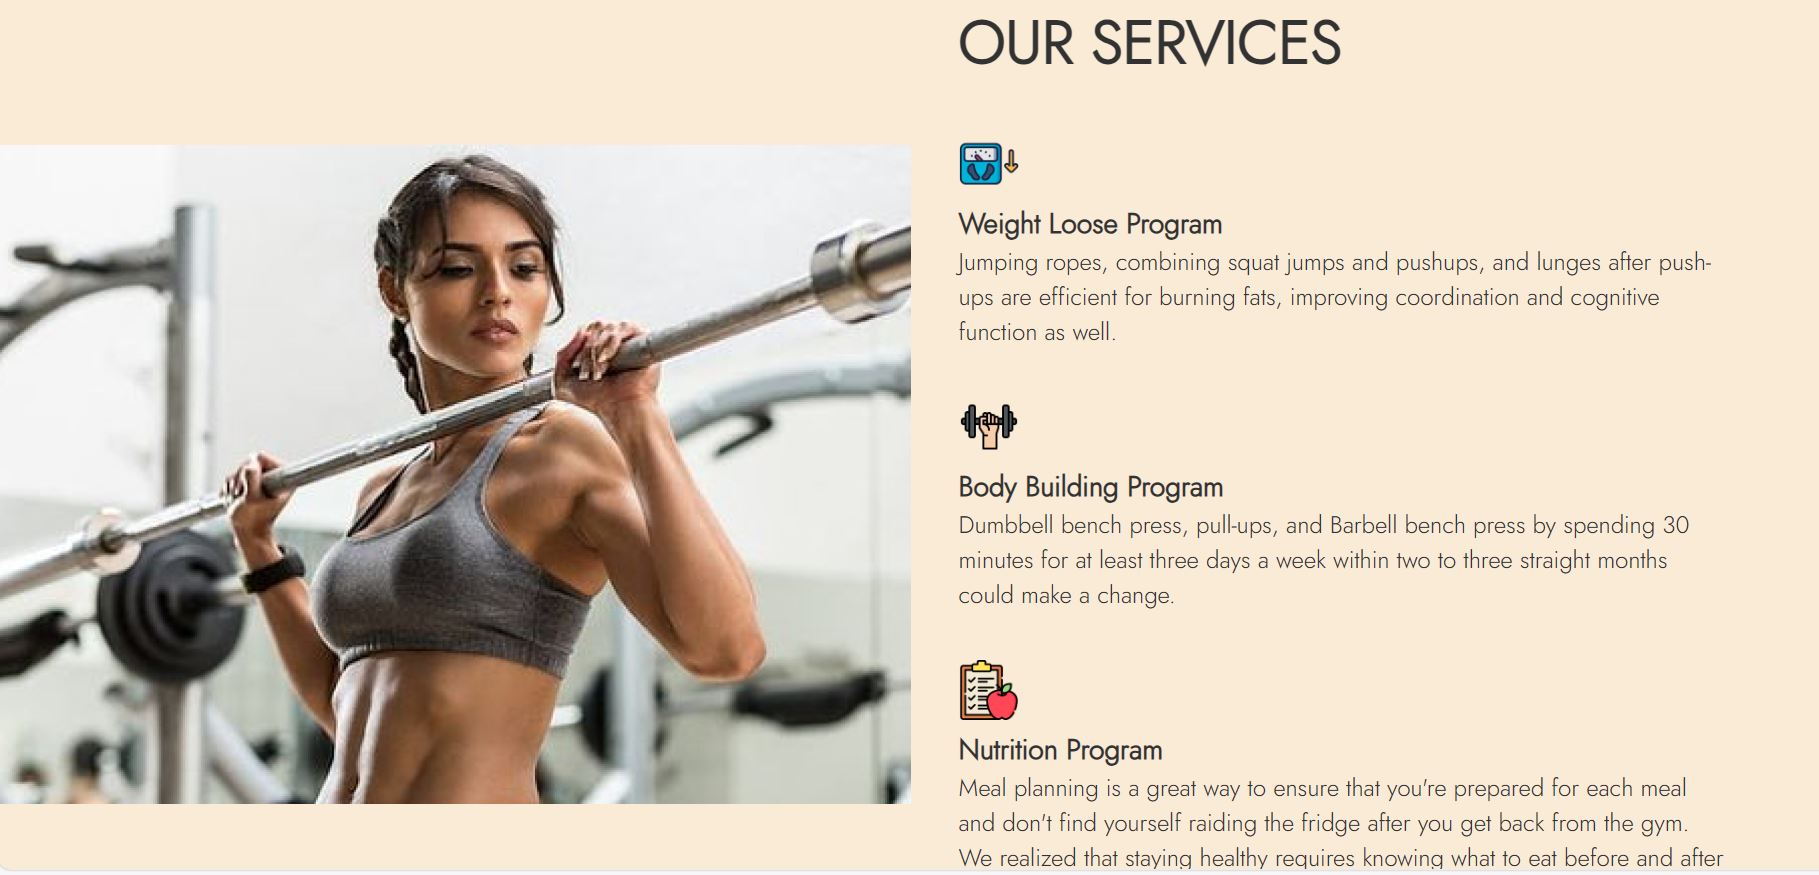 OUR SERVICES
Weight Loose Program
Jumping ropes, combining squat jumps and pushups, and lunges after push-
ups are efficient for burning fats, improving coordination and cognitive
function as well.
Body Building Program
Dumbbell bench press, pull-ups, and Barbell bench press by spending 30
minutes for at least three days a week within two to three straight months
could make a change.
Nutrition Program
Meal planning is a great way to ensure that you're prepared for each meal
and don't find yourself raiding the fridge after you get back from the gym.
We realized that staying healthy requires knowing what to eat before and after